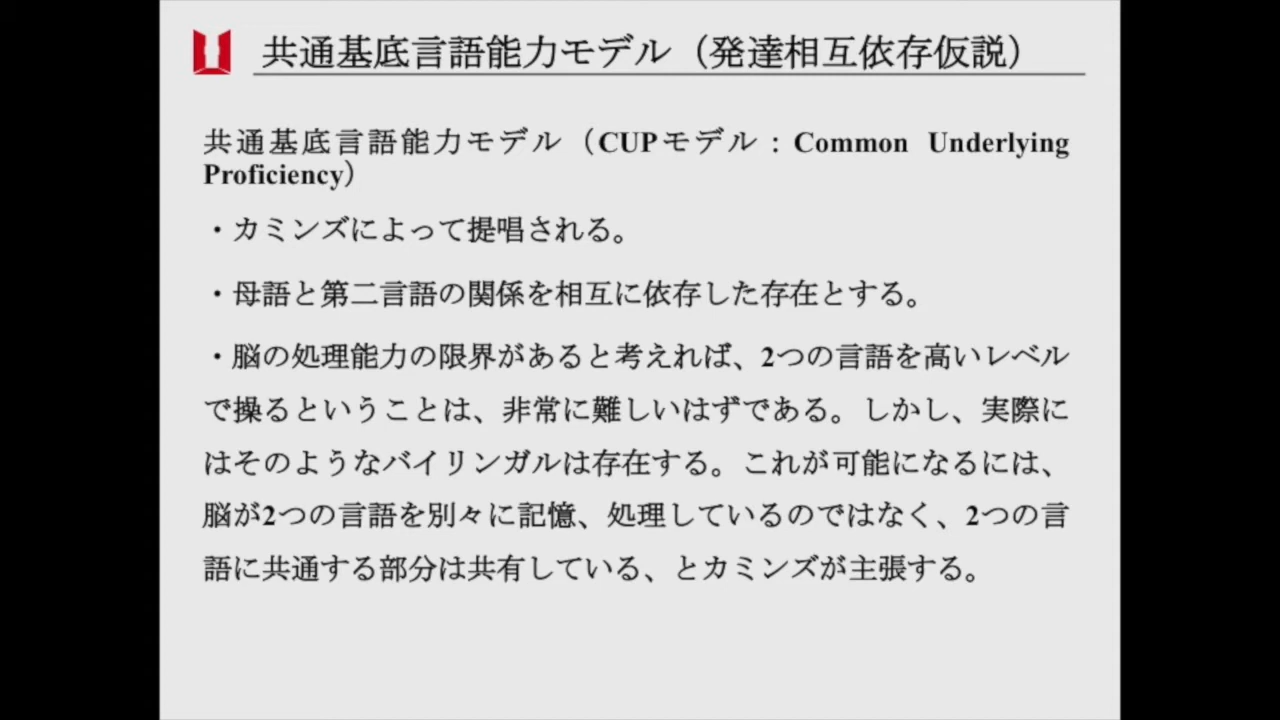 共通基底言語能力モデル（発達相互依存仮説）
共通基底言語能力モデル（CUPモデル：Common Underlying
Proficiency）
・カミンズによって提唱される。
・母語と第二言語の関係を相互に依存した存在とする。
・脳の処理能力の限界があると考えれば、2つの言語を高いレベル
で操るということは、非常に難しいはずである。しかし、実際に
はそのようなバイリンガルは存在する。これが可能になるには、
脳が2つの言語を別々に記憶、処理しているのではなく、2つの言
語に共通する部分は共有している、とカミンズが主張する。